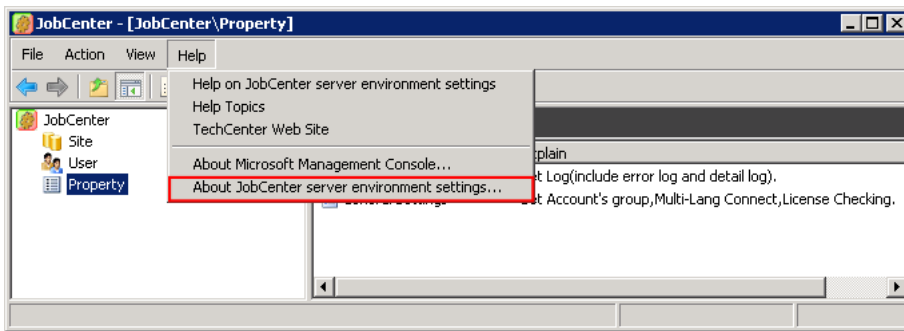 JobCenter - [JobCenter\Property]
File Action View Help
Help on JobCenter server environment settings
Help Topics
TechCenter Web Site
About Microsoft Management Console...
About JobCenter server environment settings...
JobCenter
Site
User
Property
et Log(include error log and detail log).
et Account's group,Multi-Lang Connect,License Checking.